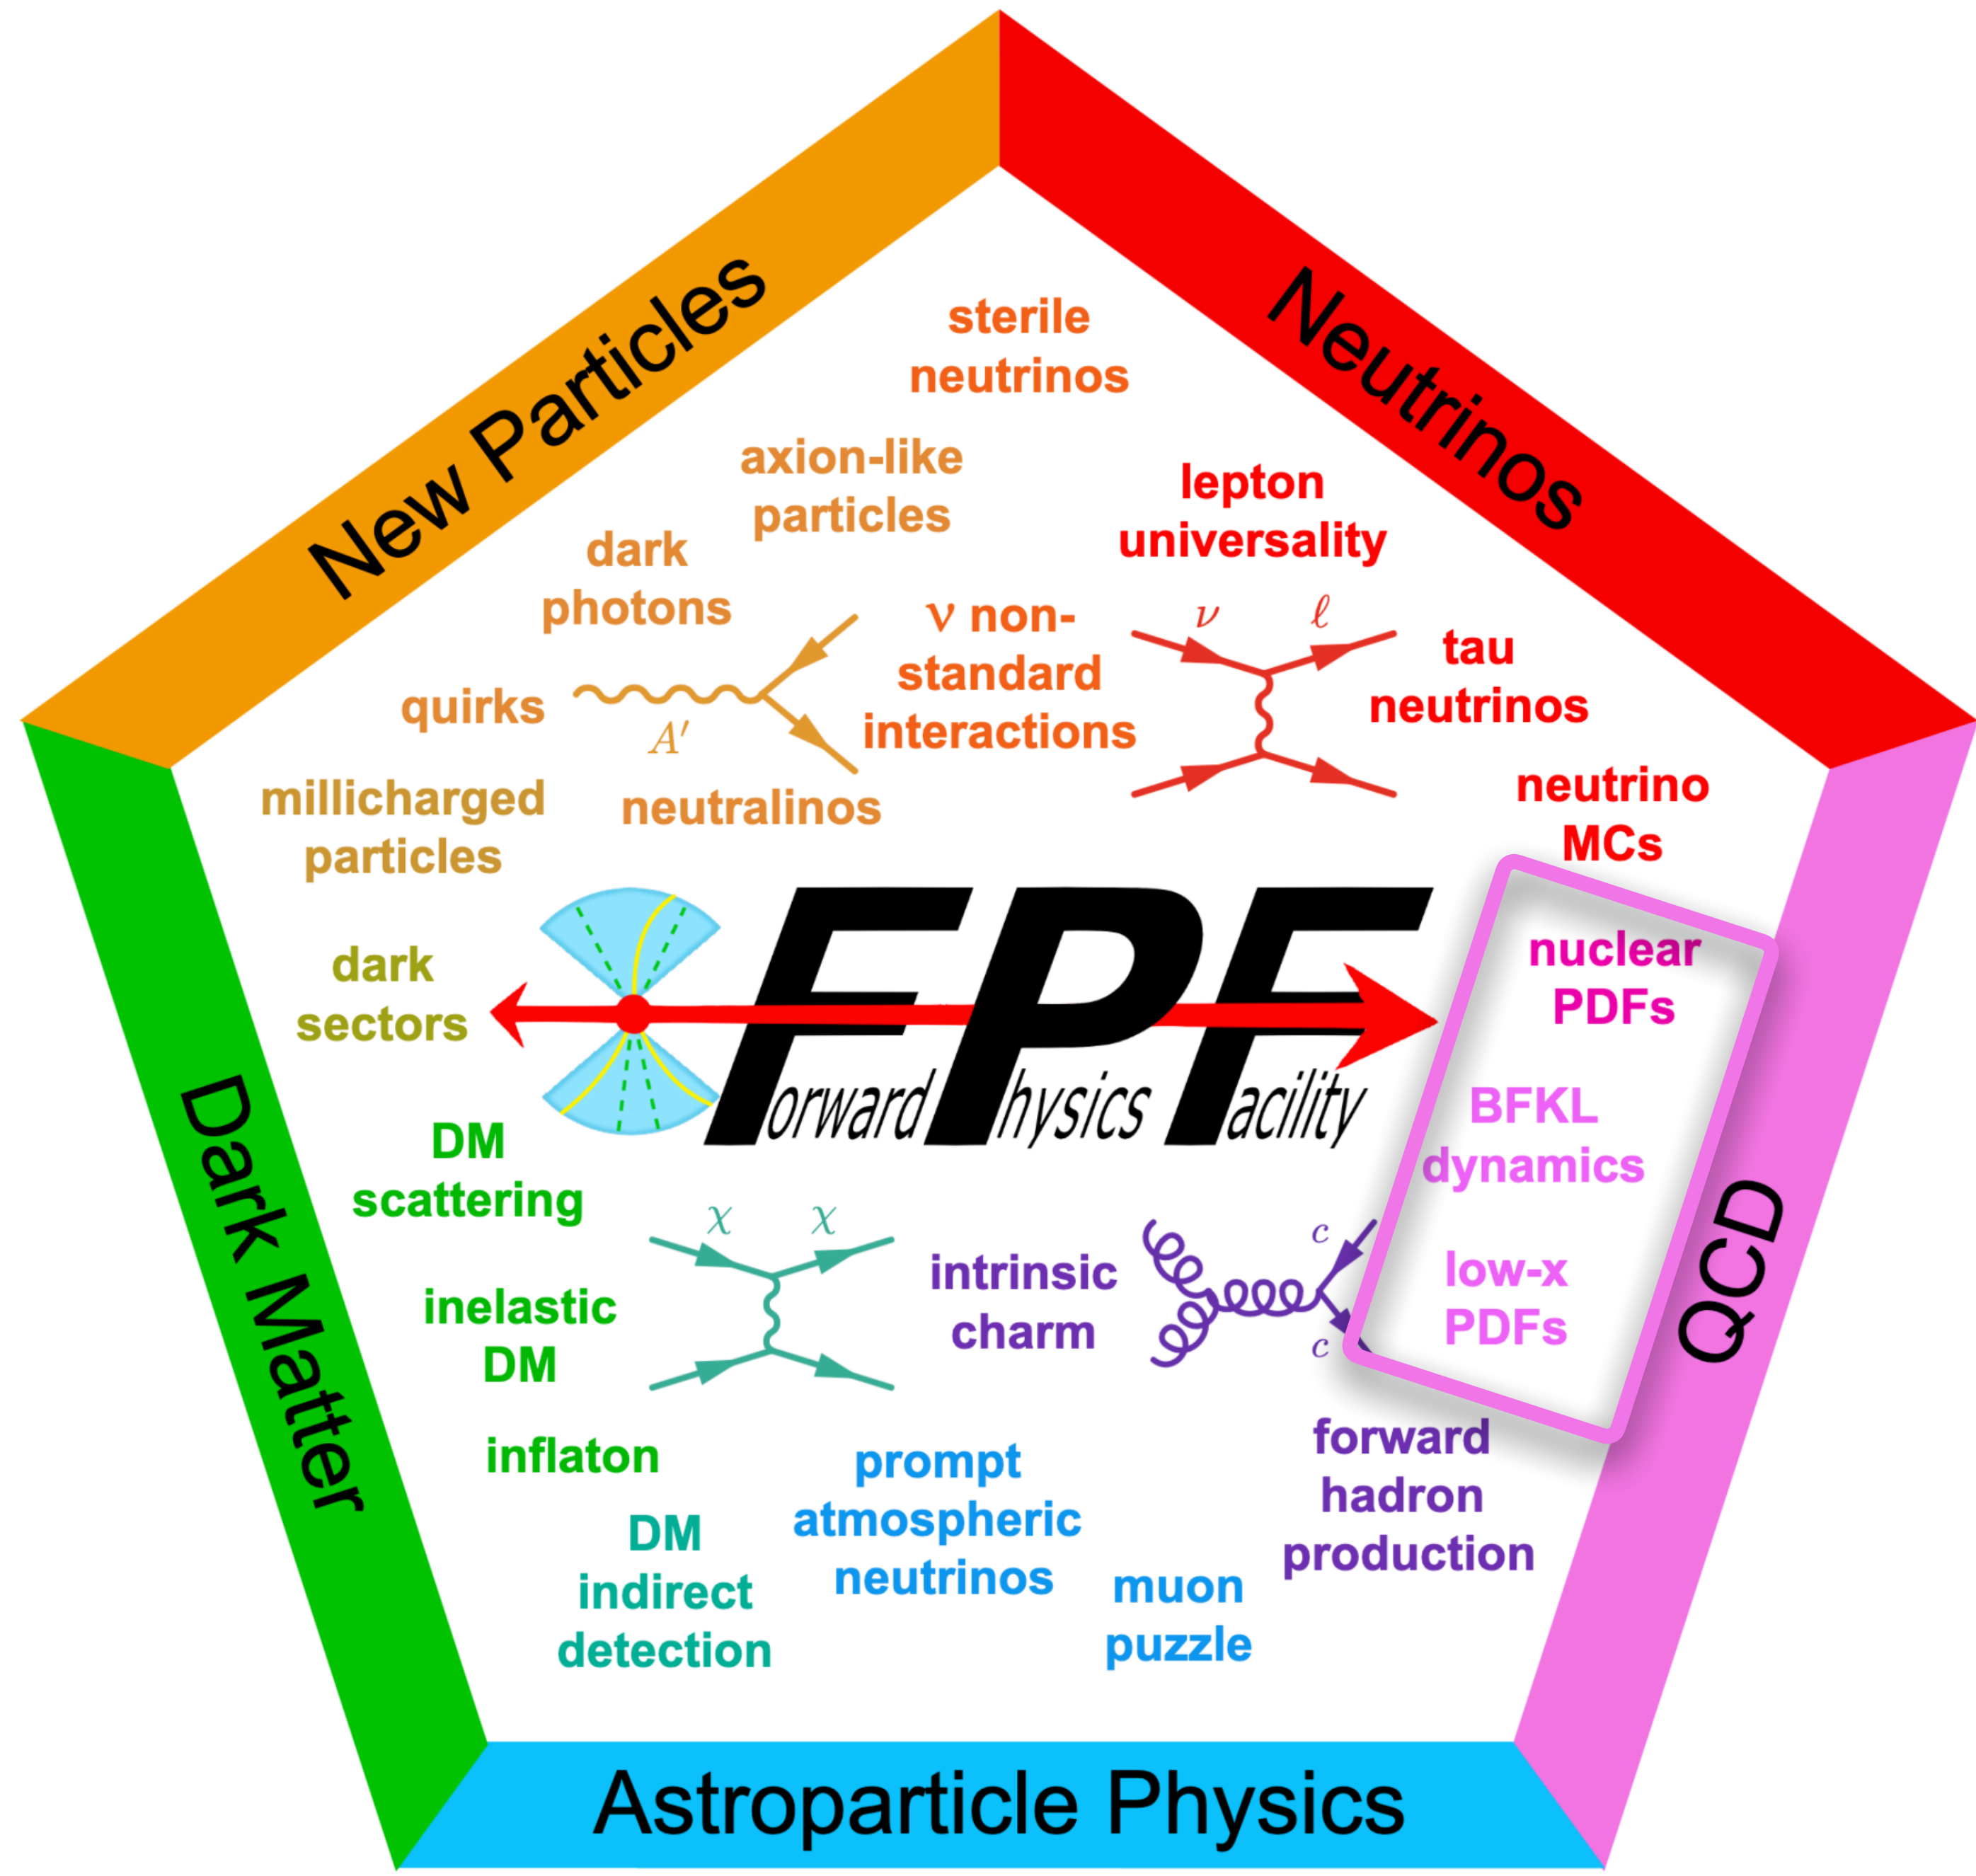 New Particles
Neutrinos
sterile
neutrinos
axion-like
particles
lepton
universality
dark
photons
ν non-
standard
interactions
ν
ℓ
tau
neutrinos
quirks
A′
neutralinos
millicharged
particles
neutrino
MCs
dark
sectors
FPF
Forward Physics Facility
nuclear
PDFs
BFKL
dynamics
low-x
PDFs
QCD
Dark Matter
DM
scattering
χ
χ
inelastic
DM
intrinsic
charm
c
c
inflaton
prompt
atmospheric
neutrinos
forward
hadron
production
DM
indirect
detection
muon
puzzle
Astroparticle Physics